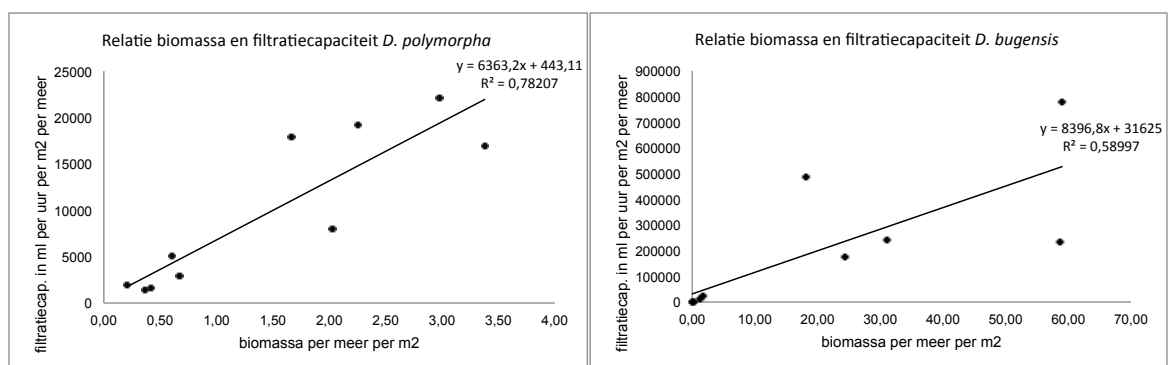 Relatie biomassa en filtratiecapaciteit D. polymorpha
y = 6363,2x + 443,11
R² = 0,78207
filtratiecap. in ml per uur per m2 per meer
25000
20000
15000
10000
5000
0
0,00 0,50 1,00 1,50 2,00 2,50 3,00 3,50 4,00
biomassa per meer per m2
Relatie biomassa en filtratiecapaciteit D. bugensis
y = 8396,8x + 31625
R² = 0,58997
filtratiecap. in ml per uur per m2 per meer
900000
800000
700000
600000
500000
400000
300000
200000
100000
0
0,00 10,00 20,00 30,00 40,00 50,00 60,00 70,00
biomassa per meer per m2